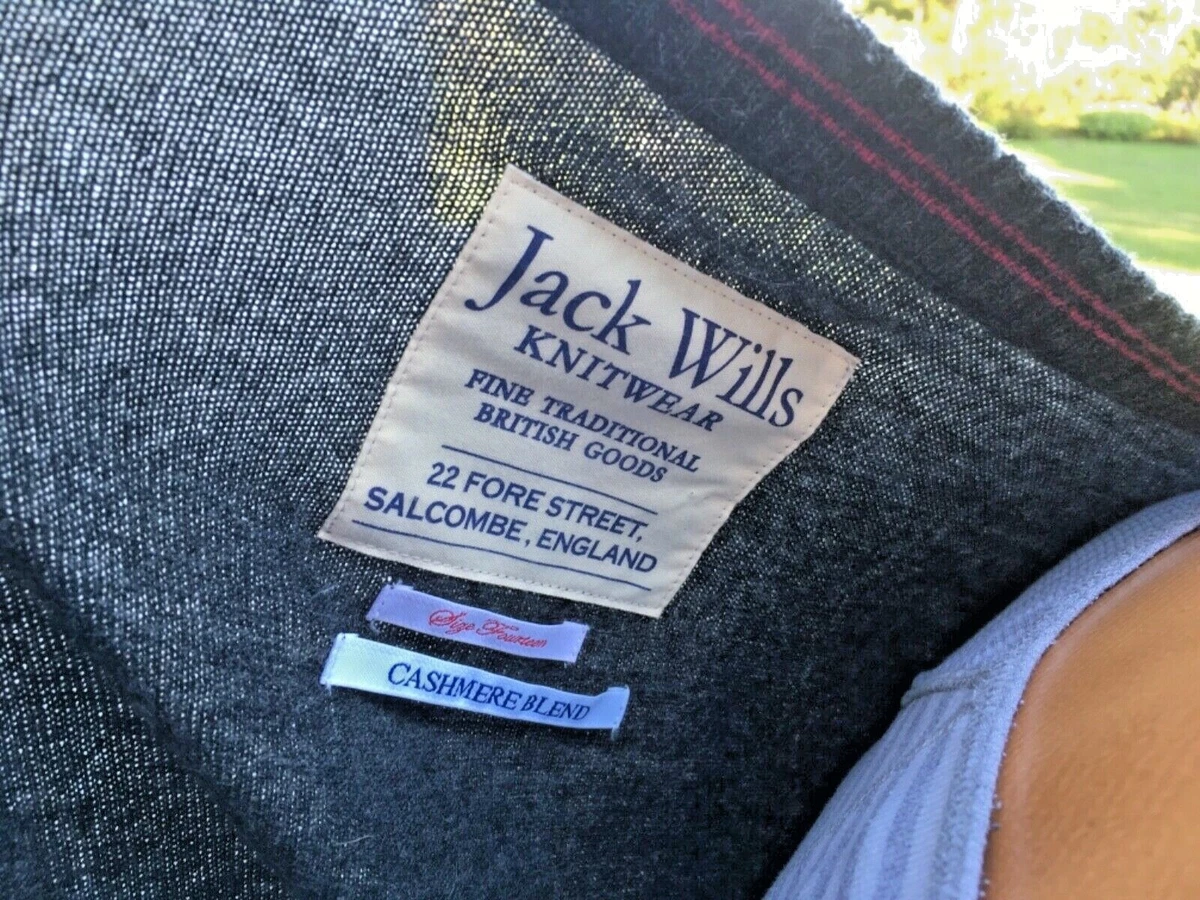 Jack Wills
KNITWEAR
FINE TRADITIONAL
BRITISH GOODS
22 FORE STREET,
SALCOMBE, ENGLAND
Size Fourteen
CASHMERE BLEND